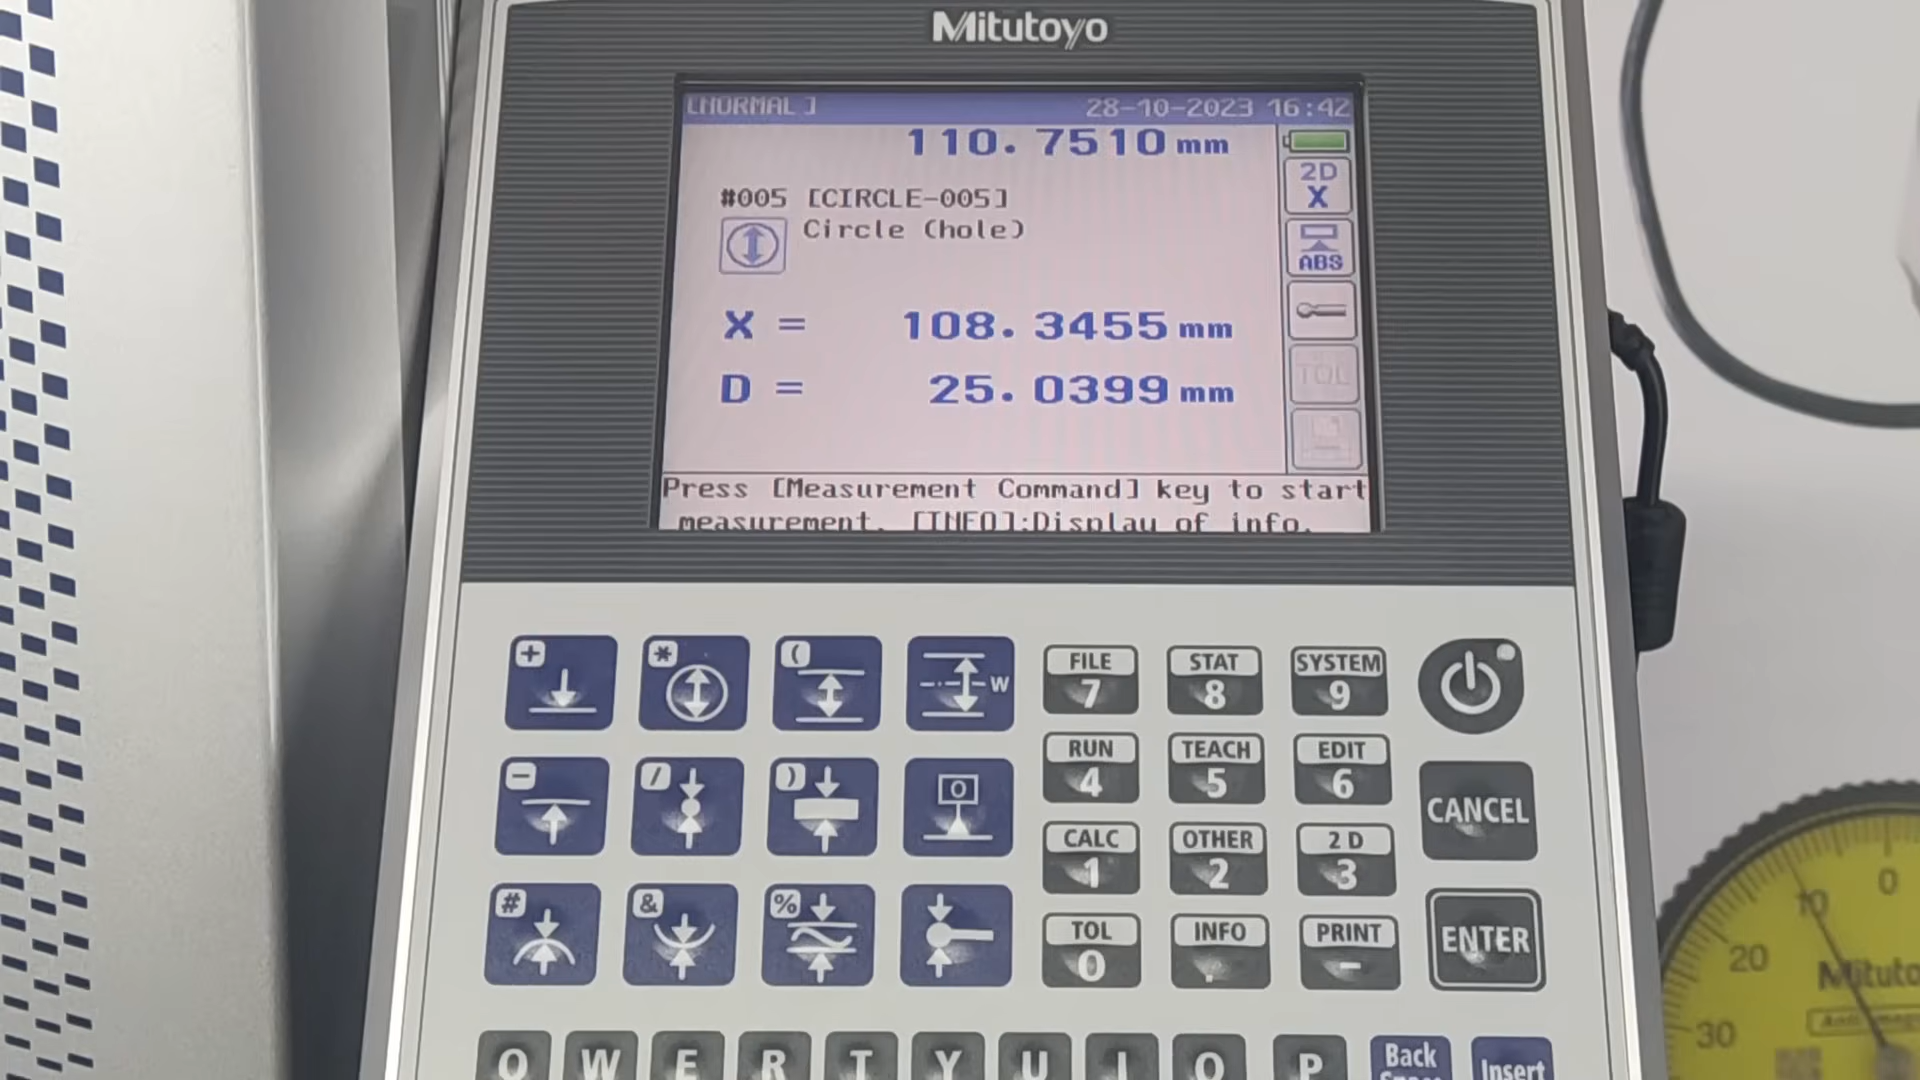 Mitutoyo
[NORMAL ] 28-10-2023 16:42
110.7510 mm
2D
X
#005 [CIRCLE-005]
Circle (hole)
ABS
X = 108.3455 mm
TOL
D = 25.0399 mm
Press [Measurement Command] key to start
measurement. [INFO]:Display of info.
+ * ( W FILE STAT SYSTEM
7 8 9
- / ) 0 RUN TEACH EDIT
4 5 6 CANCEL
CALC OTHER 2 D
1 2 3
# & % TOL INFO PRINT
0 . - ENTER
0
10
20
Mitutoyo
30
Q W E R T Y U I O P Back Insert